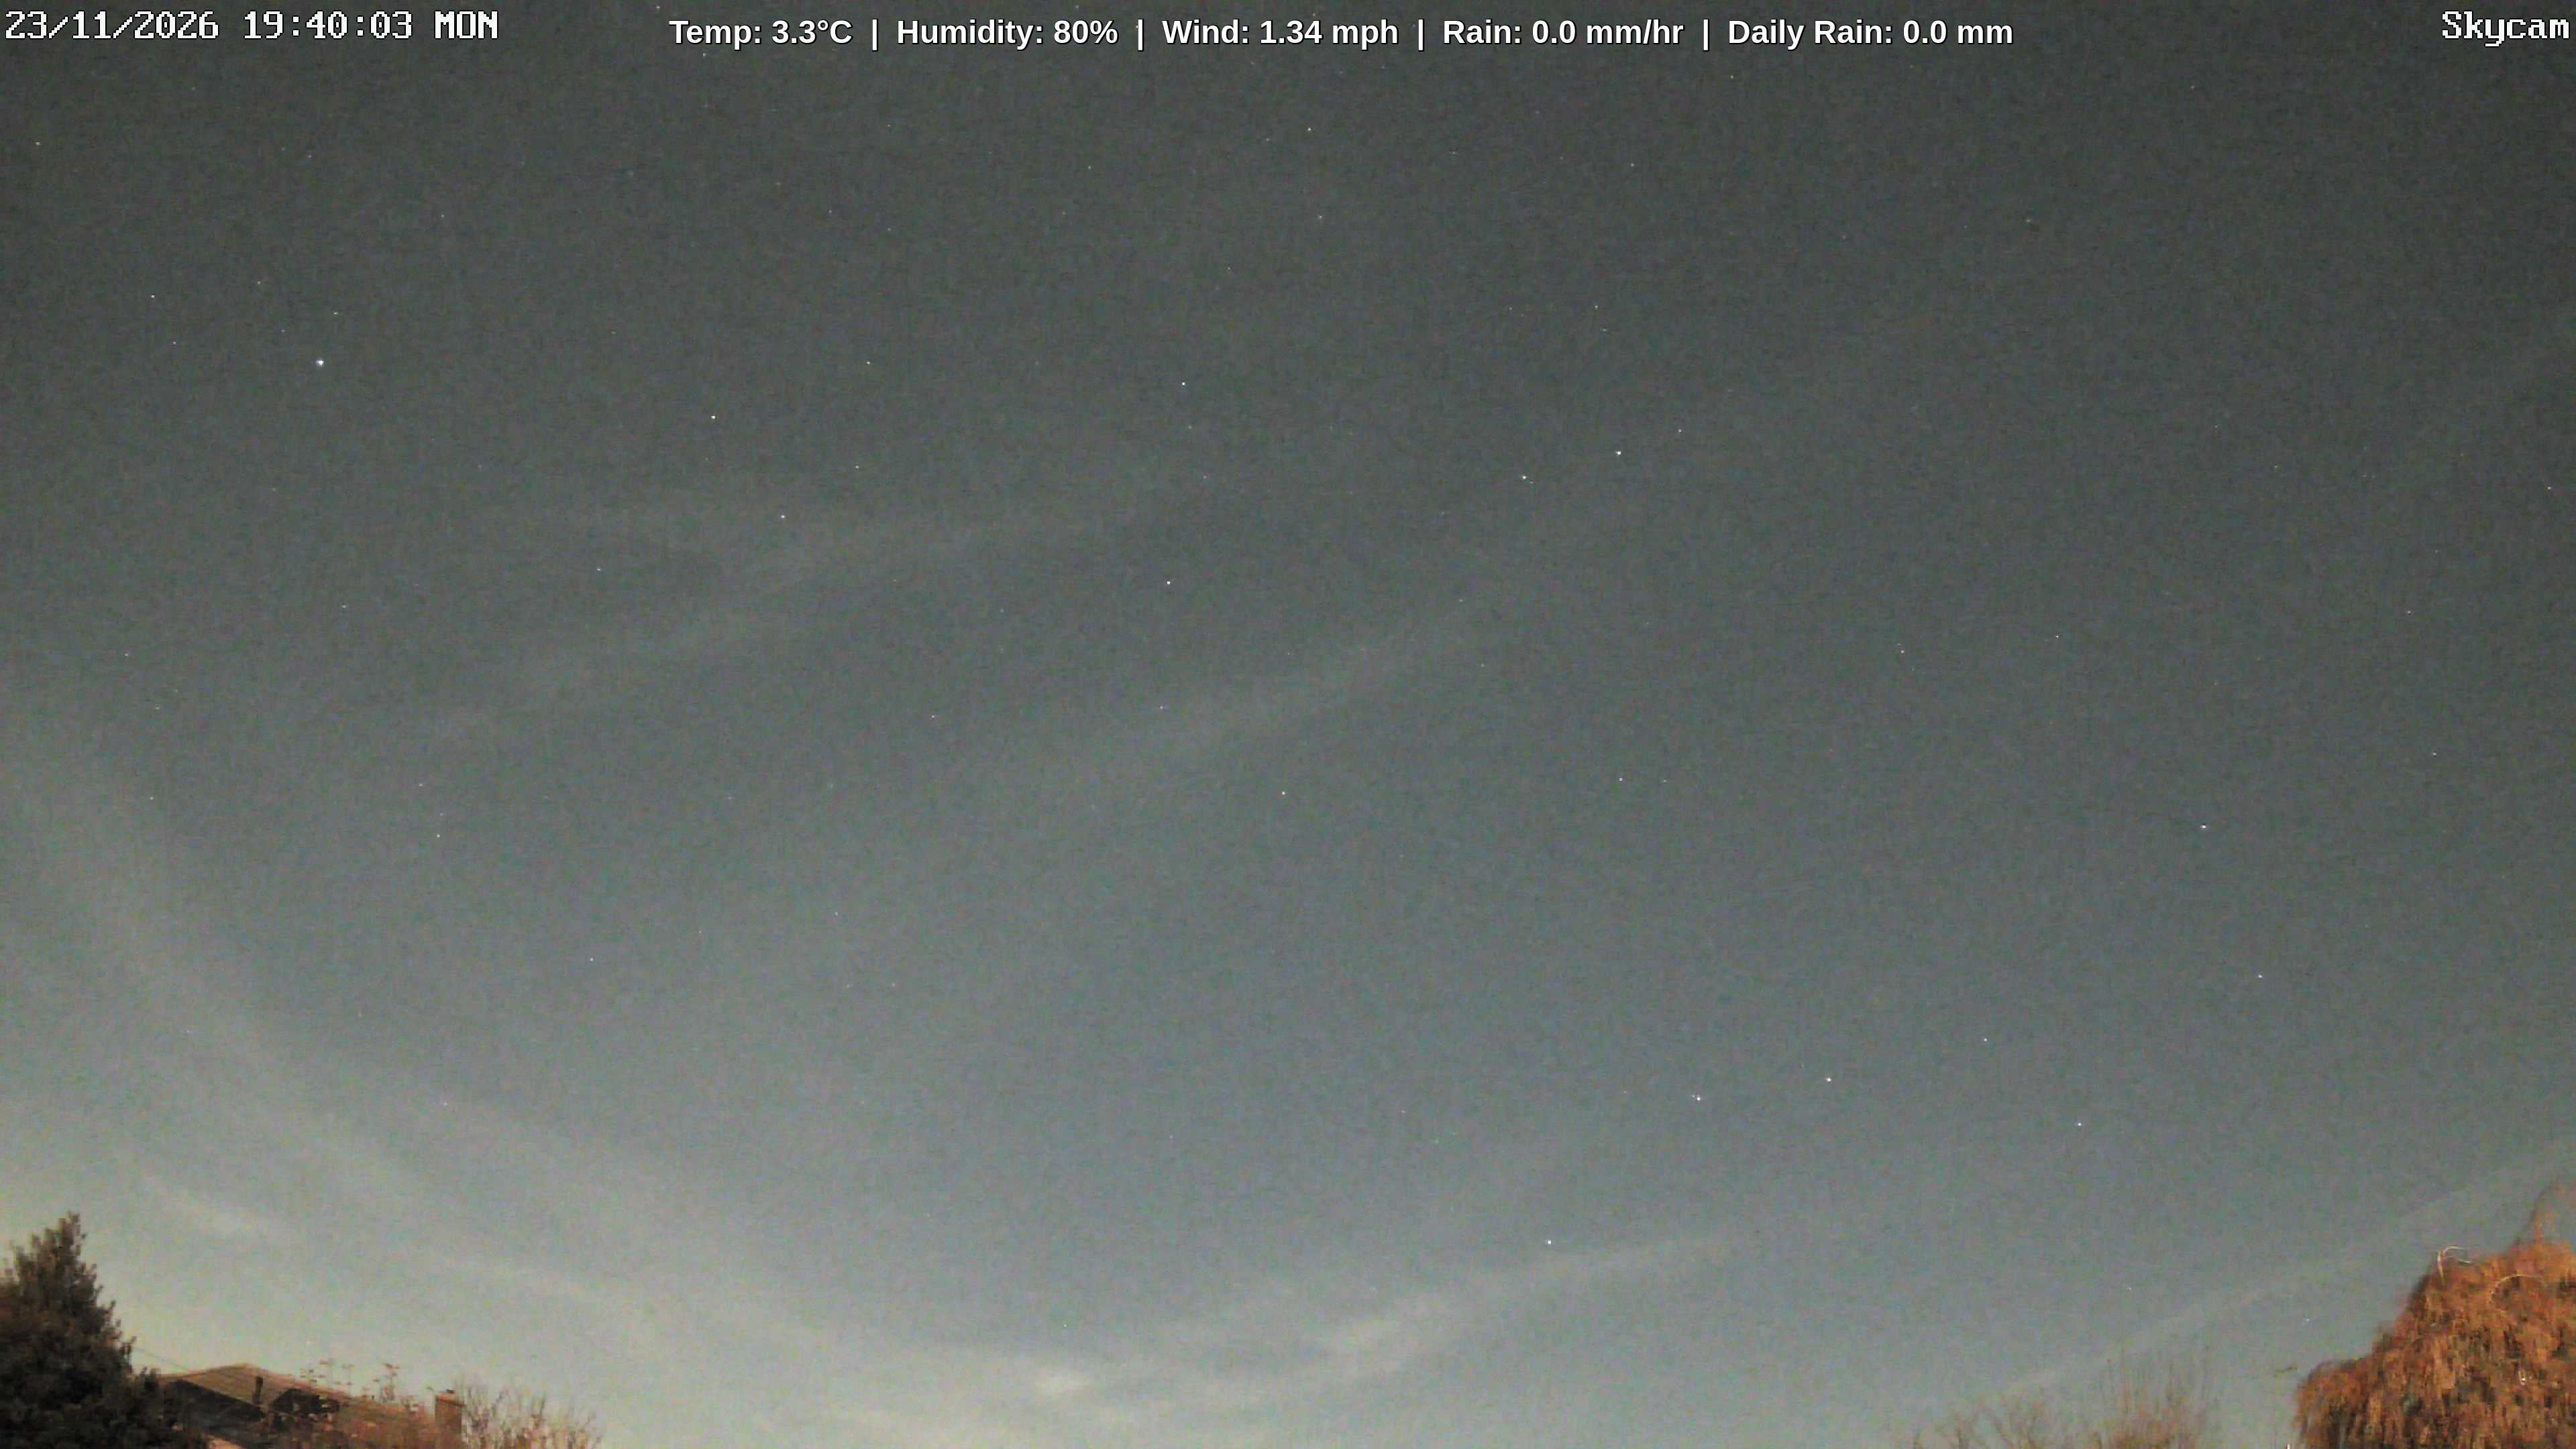 23/11/2026 19:40:03 MON
Temp: 3.3°C | Humidity: 80% | Wind: 1.34 mph | Rain: 0.0 mm/hr | Daily Rain: 0.0 mm
Skycam